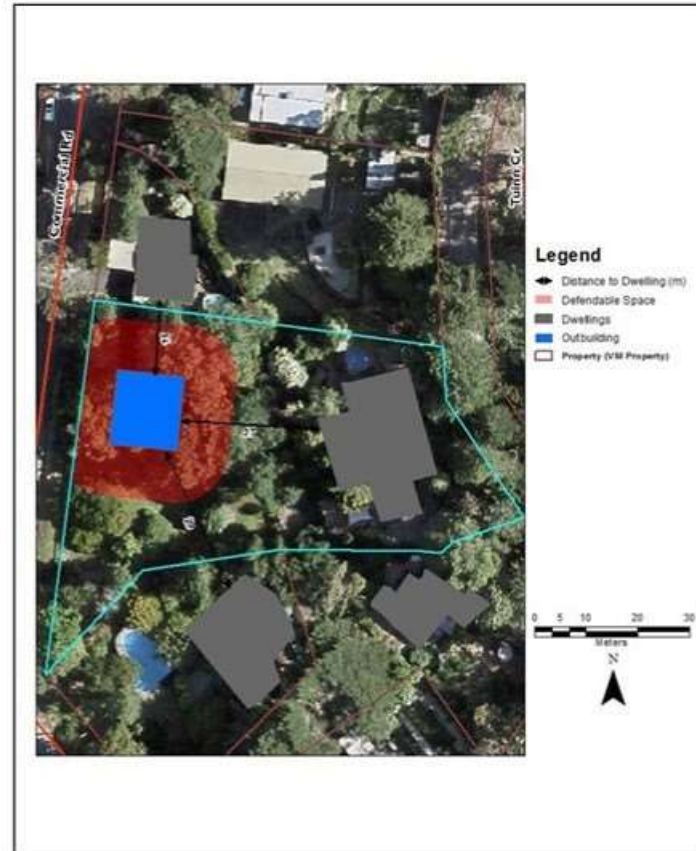 Commercial Rd
Tuinn Cr
Legend
Distance to Dwelling (m)
Defendable Space
Dwellings
Outbuilding
Property (VM Property)
0 5 10 20 30
Meters
N